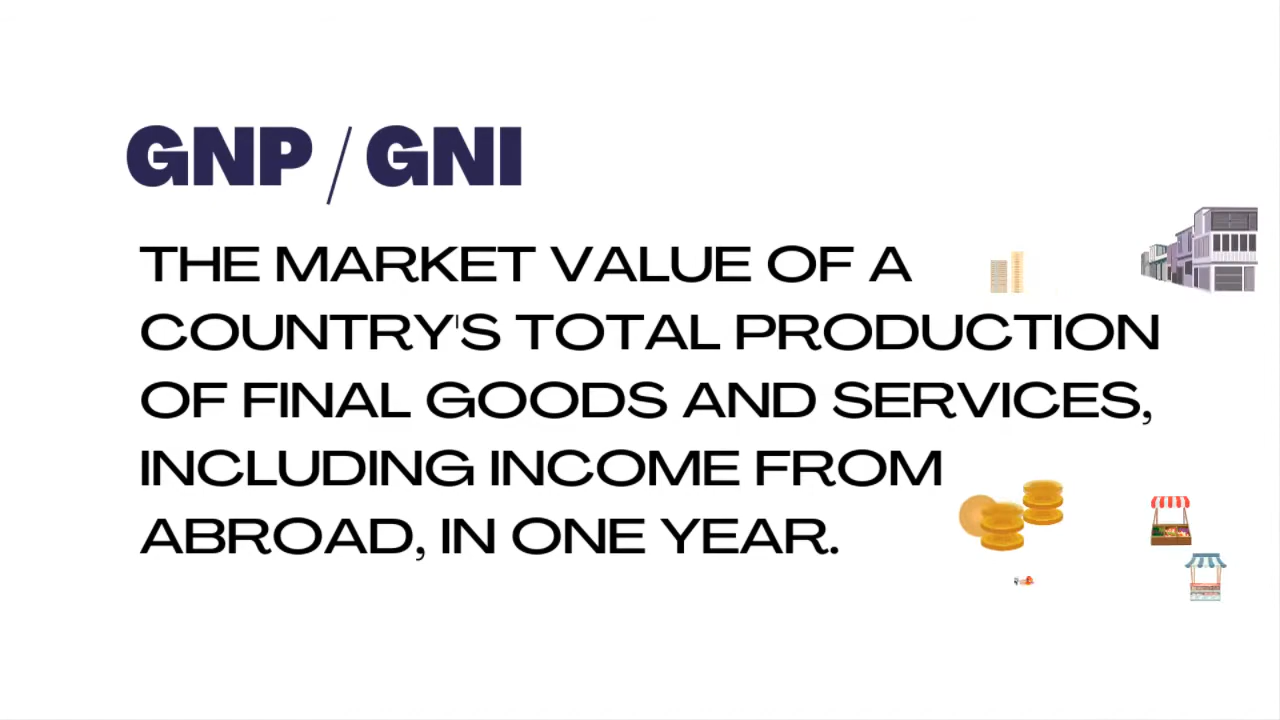 GNP / GNI
THE MARKET VALUE OF A
COUNTRY'S TOTAL PRODUCTION
OF FINAL GOODS AND SERVICES,
INCLUDING INCOME FROM
ABROAD, IN ONE YEAR.